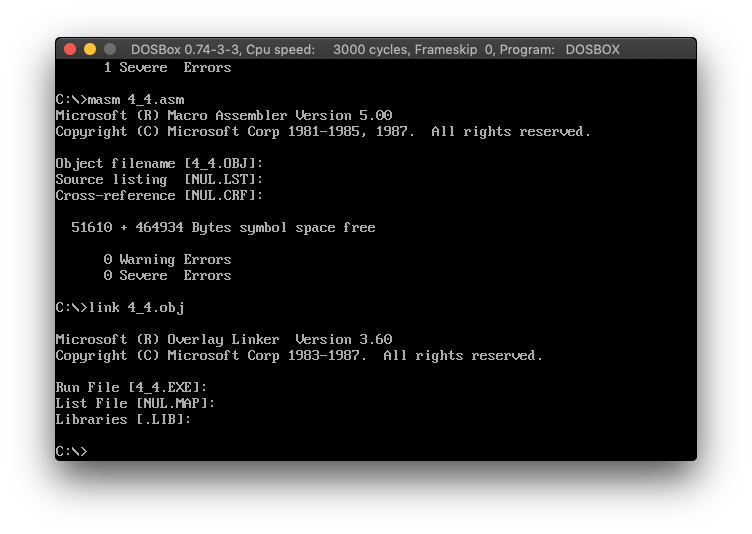 DOSBox 0.74-3-3, Cpu speed:    3000 cycles, Frameskip  0, Program:   DOSBOX
      1 Severe  Errors
C:\>masm 4_4.asm
Microsoft (R) Macro Assembler Version 5.00
Copyright (C) Microsoft Corp 1981-1985, 1987.  All rights reserved.
Object filename [4_4.OBJ]:
Source listing  [NUL.LST]:
Cross-reference [NUL.CRF]:
  51610 + 464934 Bytes symbol space free
      0 Warning Errors
      0 Severe  Errors
C:\>link 4_4.obj
Microsoft (R) Overlay Linker  Version 3.60
Copyright (C) Microsoft Corp 1983-1987.  All rights reserved.
Run File [4_4.EXE]:
List File [NUL.MAP]:
Libraries [.LIB]:
C:\>